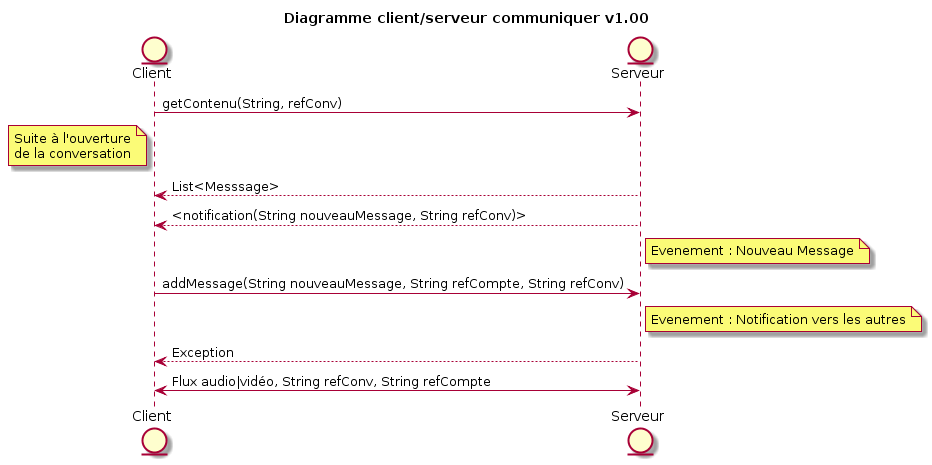 Diagramme client/serveur communiquer v1.00
Client
Serveur
getContenu(String, refConv)
Suite à l'ouverture
de la conversation
List<Messsage>
<notification(String nouveauMessage, String refConv)>
Evenement : Nouveau Message
addMessage(String nouveauMessage, String refCompte, String refConv)
Evenement : Notification vers les autres
Exception
Flux audio|vidéo, String refConv, String refCompte
Client
Serveur